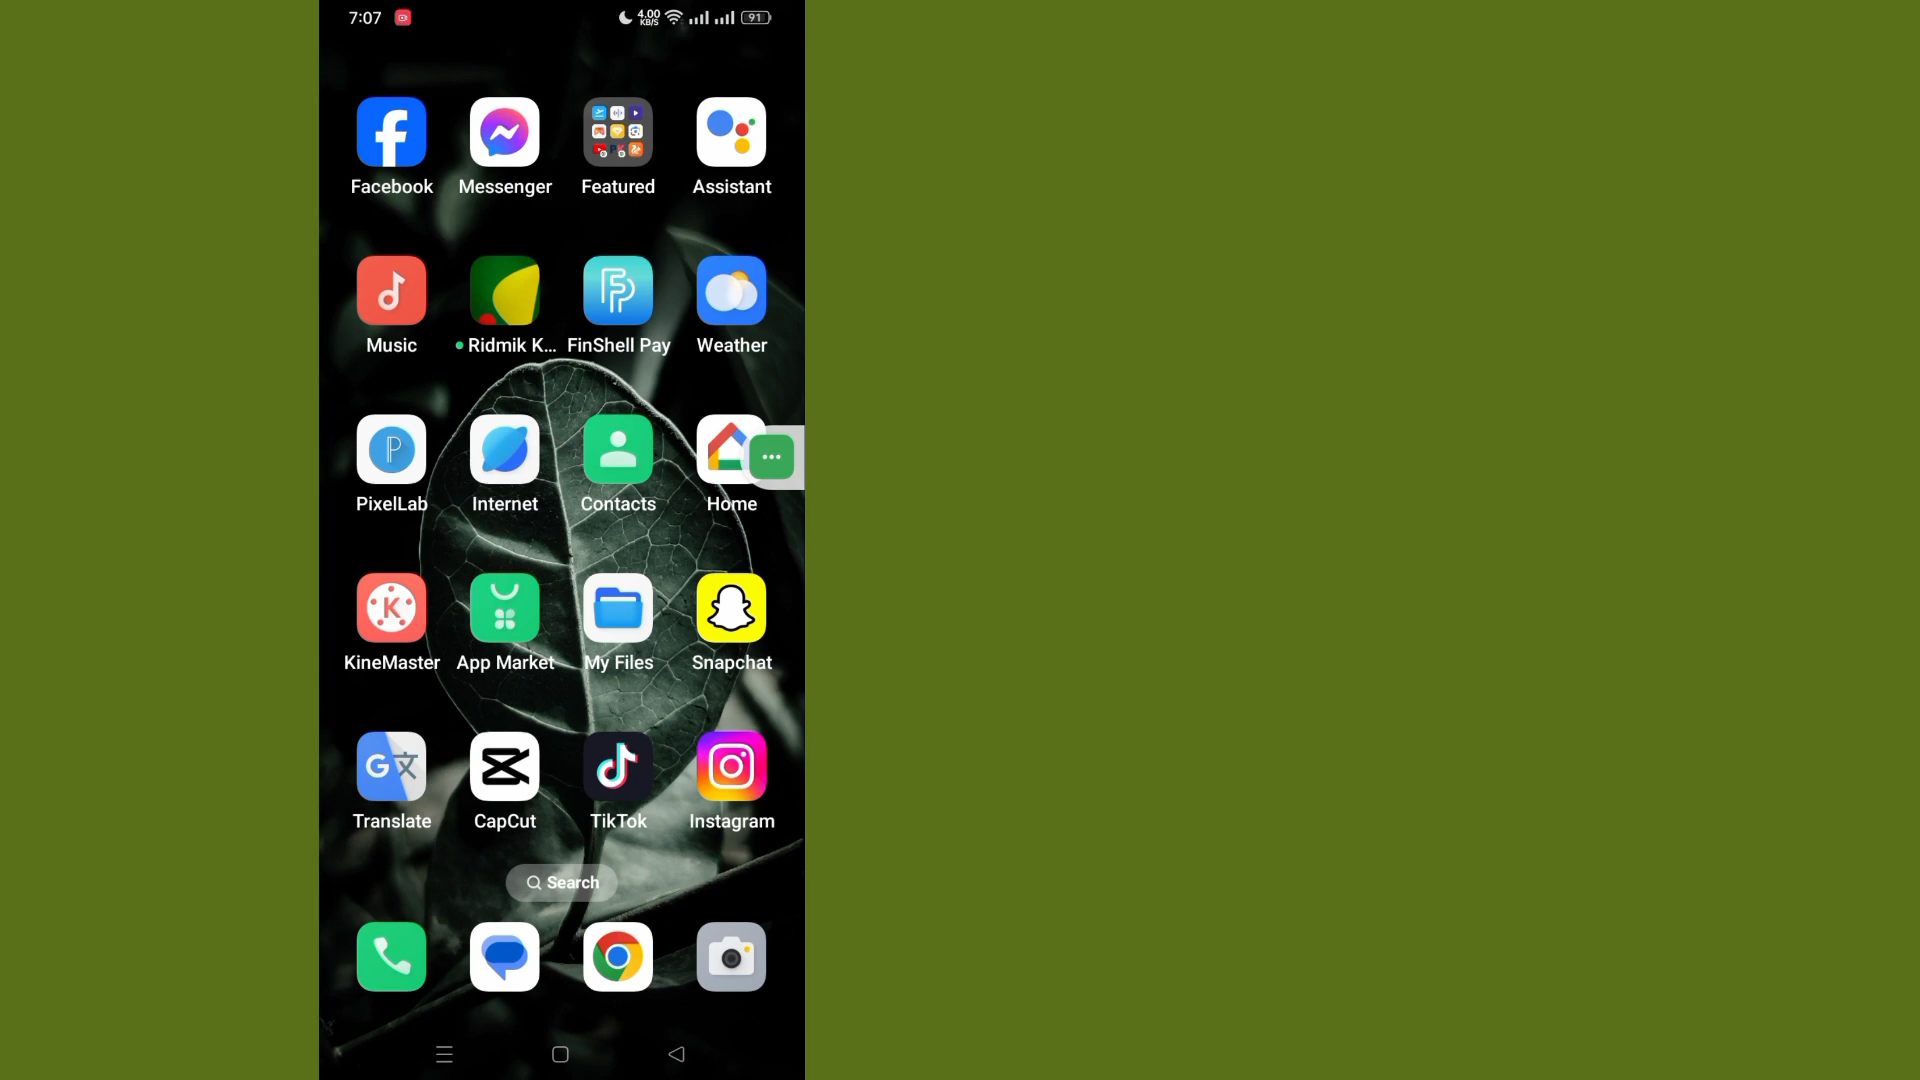 7:07 4.00 KB/S 91
Facebook Messenger Featured Assistant
Music Ridmik K... FinShell Pay Weather
PixelLab Internet Contacts Home
KineMaster App Market My Files Snapchat
Translate CapCut TikTok Instagram
Search